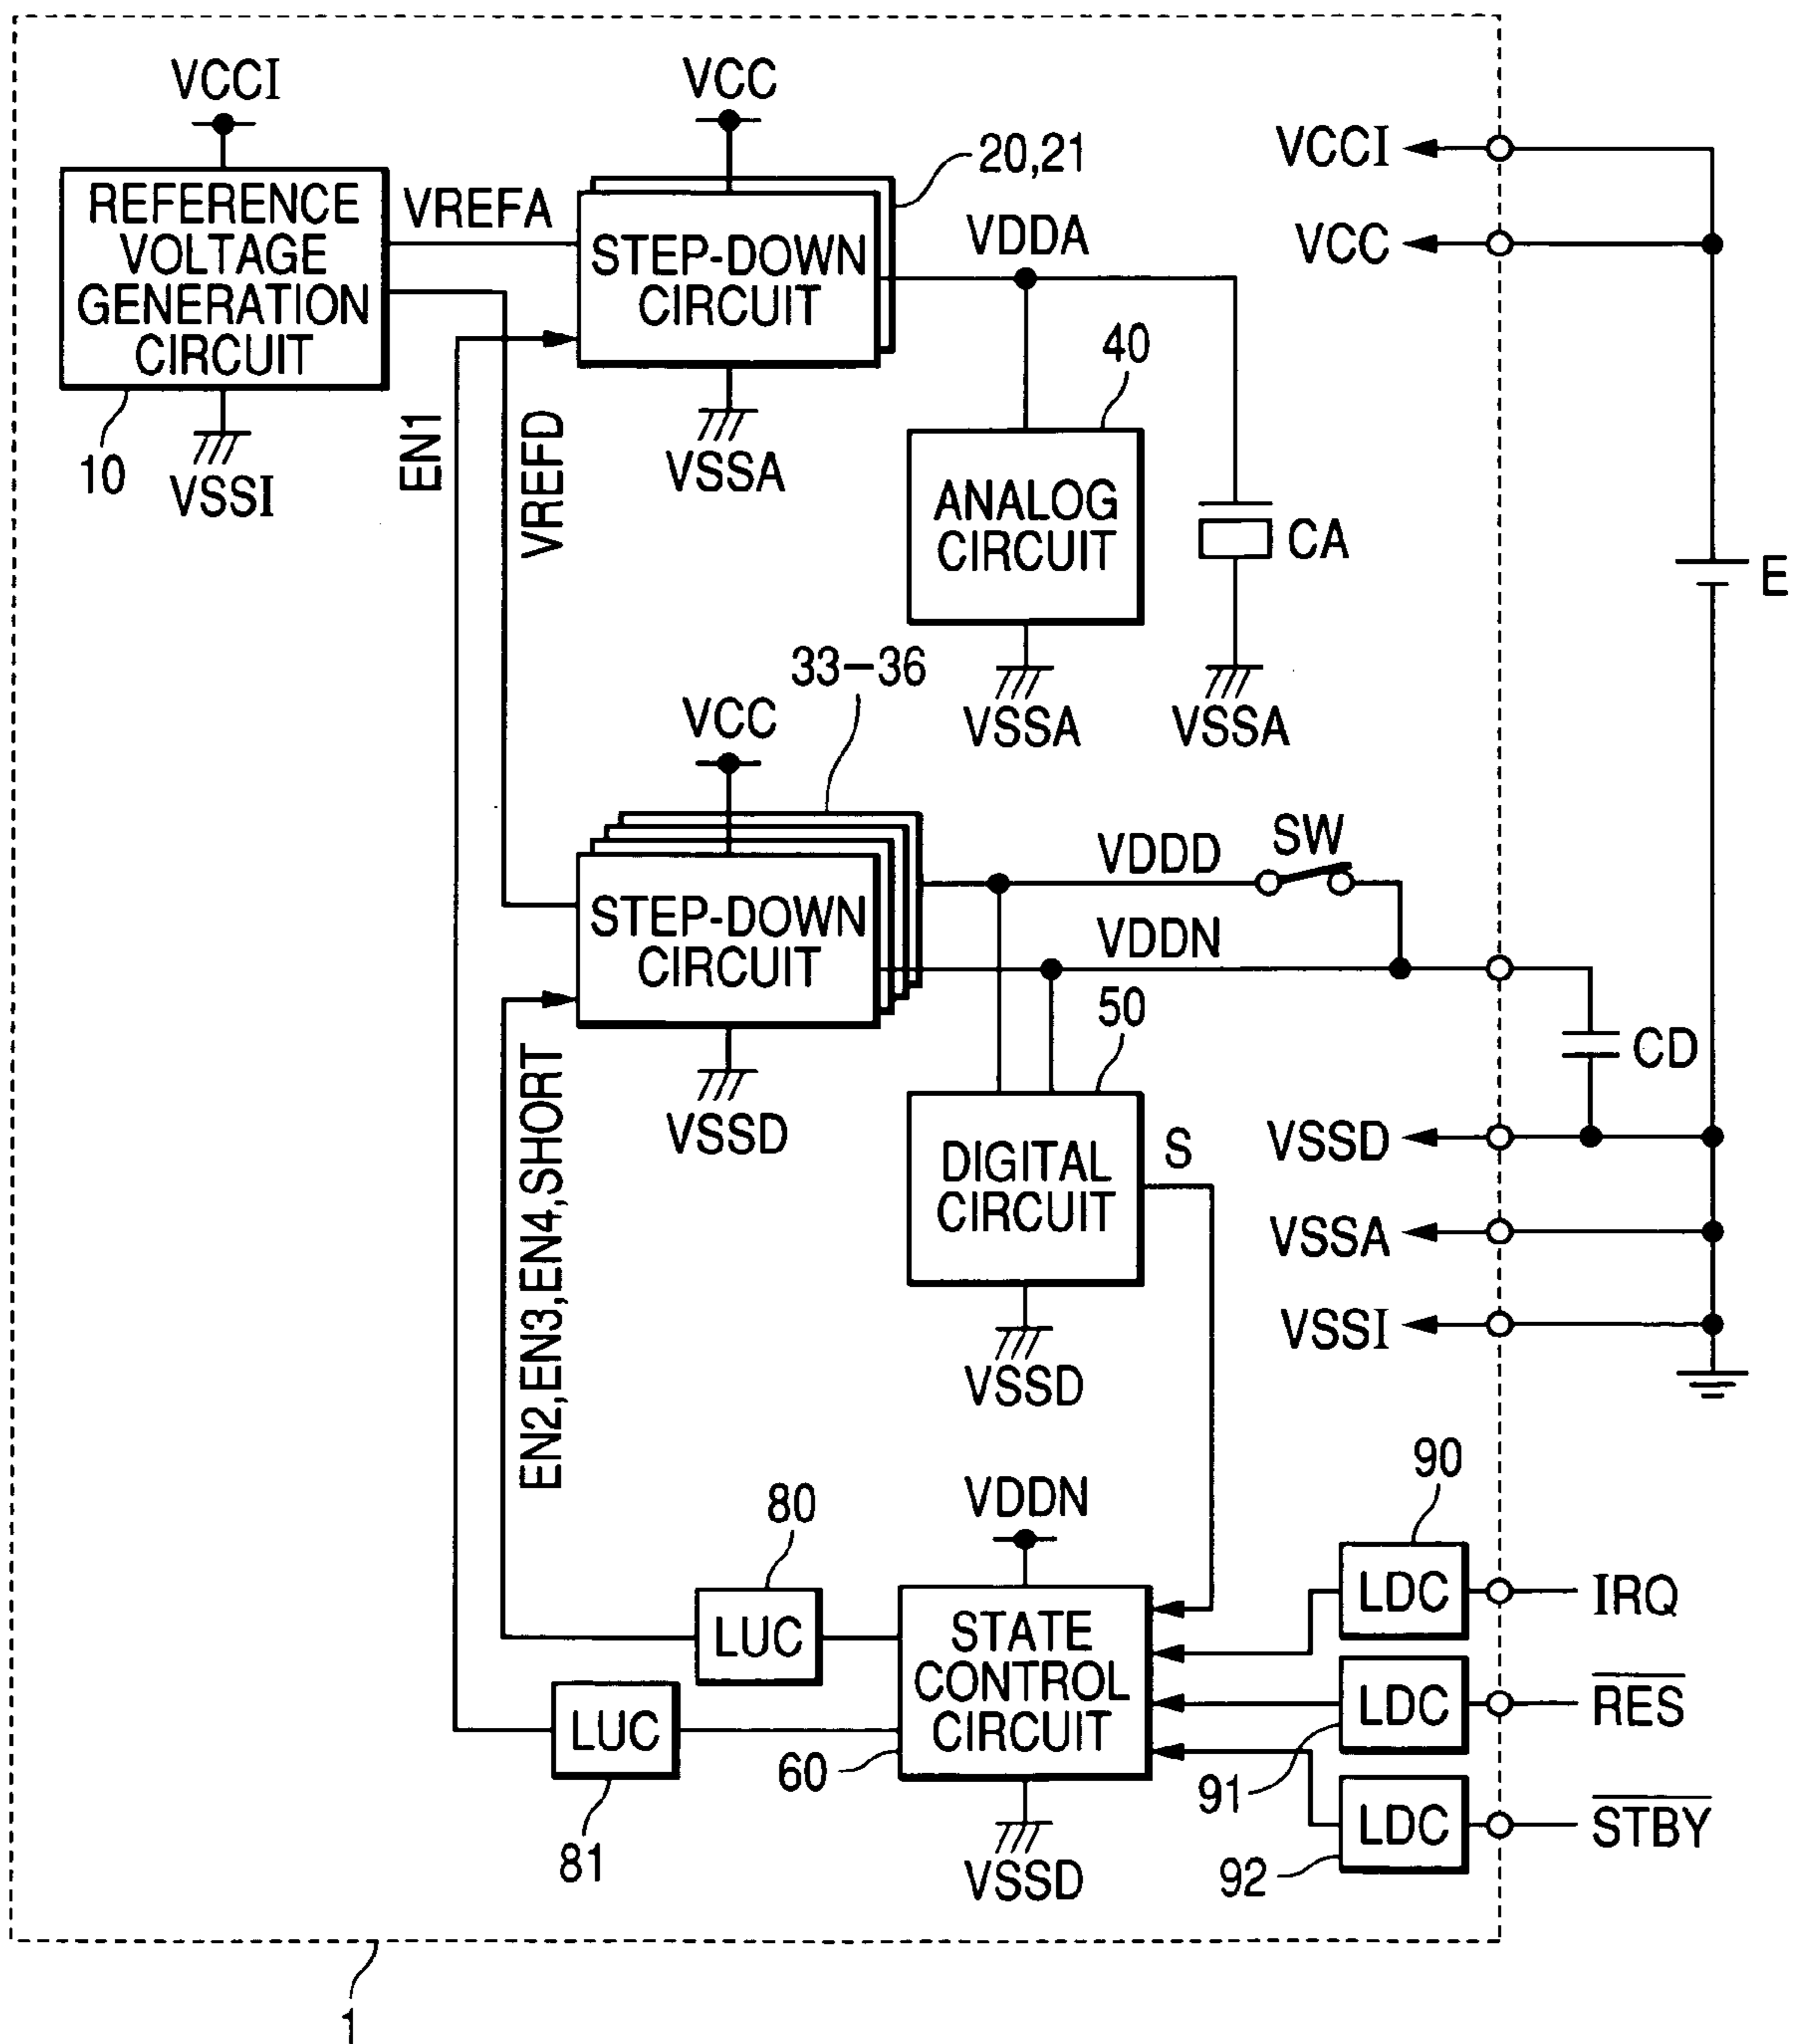 VCCI
VCC
20,21
VCCI
REFERENCE
VOLTAGE
GENERATION
CIRCUIT
VREFA
STEP-DOWN
CIRCUIT
VDDA
VCC
10
VSSI
EN1
VREFD
VSSA
40
ANALOG
CIRCUIT
CA
E
VSSA
VSSA
33-36
VCC
STEP-DOWN
CIRCUIT
VDDD
SW
VDDN
50
CD
VSSD
EN2,EN3,EN4,SHORT
DIGITAL
CIRCUIT
S
VSSD
VSSA
VSSI
VSSD
90
VDDN
80
LUC
STATE
CONTROL
CIRCUIT
LDC
IRQ
LUC
60
LDC
RES
91
81
VSSD
LDC
STBY
92
1